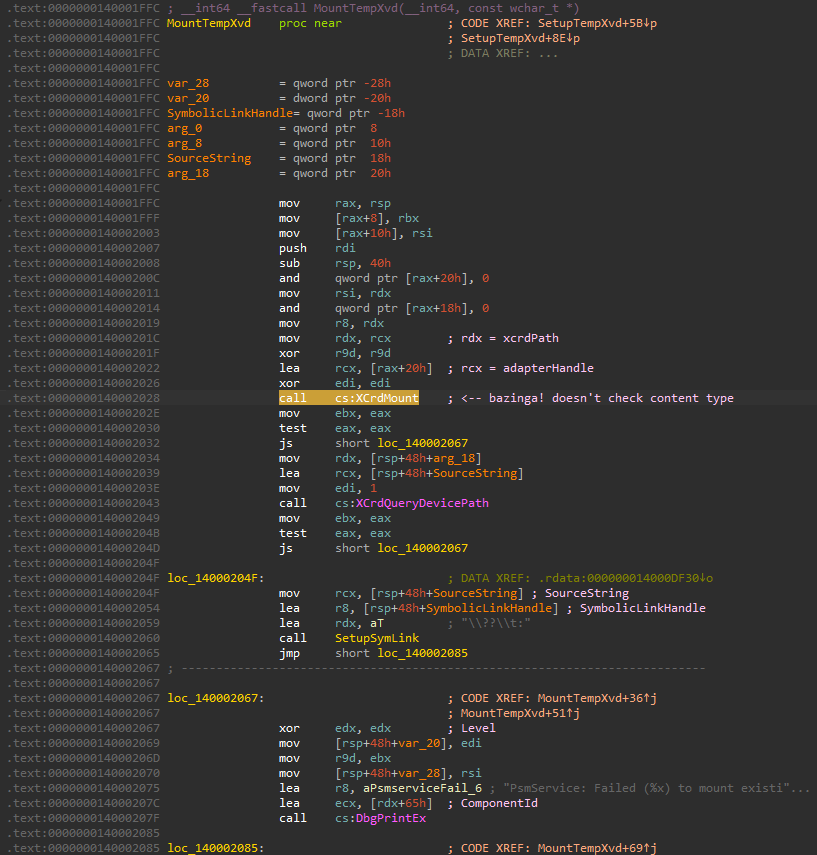 .text:0000000140001FFC ; __int64 __fastcall MountTempXvd(__int64, const wchar_t *)
.text:0000000140001FFC MountTempXvd proc near ; CODE XREF: SetupTempXvd+5B↓p
.text:0000000140001FFC ; SetupTempXvd+8E↓p
.text:0000000140001FFC ; DATA XREF: ...
.text:0000000140001FFC
.text:0000000140001FFC var_28 = qword ptr -28h
.text:0000000140001FFC var_20 = dword ptr -20h
.text:0000000140001FFC SymbolicLinkHandle= qword ptr -18h
.text:0000000140001FFC arg_0 = qword ptr 8
.text:0000000140001FFC arg_8 = qword ptr 10h
.text:0000000140001FFC SourceString = qword ptr 18h
.text:0000000140001FFC arg_18 = qword ptr 20h
.text:0000000140001FFC
.text:0000000140001FFC mov rax, rsp
.text:0000000140001FFF mov [rax+8], rbx
.text:0000000140002003 mov [rax+10h], rsi
.text:0000000140002007 push rdi
.text:0000000140002008 sub rsp, 40h
.text:000000014000200C and qword ptr [rax+20h], 0
.text:0000000140002011 mov rsi, rdx
.text:0000000140002014 and qword ptr [rax+18h], 0
.text:0000000140002019 mov r8, rdx
.text:000000014000201C mov rdx, rcx ; rdx = xcrdPath
.text:000000014000201F xor r9d, r9d
.text:0000000140002022 lea rcx, [rax+20h] ; rcx = adapterHandle
.text:0000000140002026 xor edi, edi
.text:0000000140002028 call cs:XCrdMount ; <-- bazinga! doesn't check content type
.text:000000014000202E mov ebx, eax
.text:0000000140002030 test eax, eax
.text:0000000140002032 js short loc_140002067
.text:0000000140002034 mov rdx, [rsp+48h+arg_18]
.text:0000000140002039 lea rcx, [rsp+48h+SourceString]
.text:000000014000203E mov edi, 1
.text:0000000140002043 call cs:XCrdQueryDevicePath
.text:0000000140002049 mov ebx, eax
.text:000000014000204B test eax, eax
.text:000000014000204D js short loc_140002067
.text:000000014000204F
.text:000000014000204F loc_14000204F: ; DATA XREF: .rdata:000000014000DF30↓o
.text:000000014000204F mov rcx, [rsp+48h+SourceString] ; SourceString
.text:0000000140002054 lea r8, [rsp+48h+SymbolicLinkHandle] ; SymbolicLinkHandle
.text:0000000140002059 lea rdx, aT ; "\\??\\t:"
.text:0000000140002060 call SetupSymLink
.text:0000000140002065 jmp short loc_140002085
.text:0000000140002067 ; ---------------------------------------------------------------------------
.text:0000000140002067
.text:0000000140002067 loc_140002067: ; CODE XREF: MountTempXvd+36↑j
.text:0000000140002067 ; MountTempXvd+51↑j
.text:0000000140002067 xor edx, edx ; Level
.text:0000000140002069 mov [rsp+48h+var_20], edi
.text:000000014000206D mov r9d, ebx
.text:0000000140002070 mov [rsp+48h+var_28], rsi
.text:0000000140002075 lea r8, aPsmserviceFail_6 ; "PsmService: Failed (%x) to mount existi"...
.text:000000014000207C lea ecx, [rdx+65h] ; ComponentId
.text:000000014000207F call cs:DbgPrintEx
.text:0000000140002085
.text:0000000140002085 loc_140002085: ; CODE XREF: MountTempXvd+69↑j